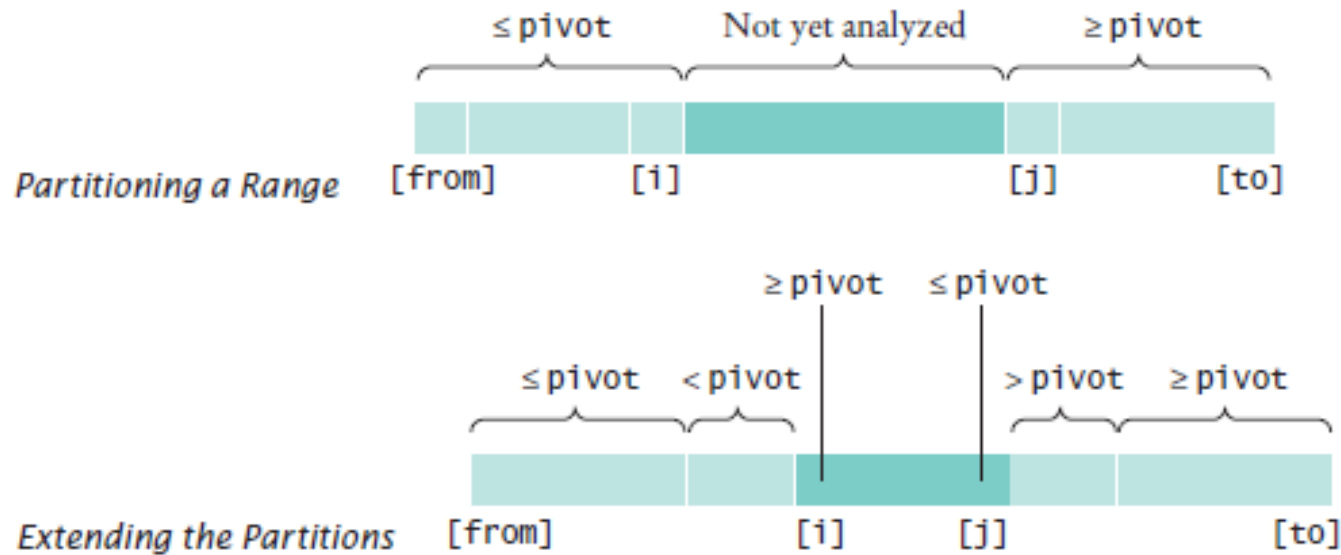 ≤ pivot Not yet analyzed ≥ pivot
Partitioning a Range [from] [i] [j] [to]
≥ pivot ≤ pivot
≤ pivot < pivot > pivot ≥ pivot
Extending the Partitions [from] [i] [j] [to]